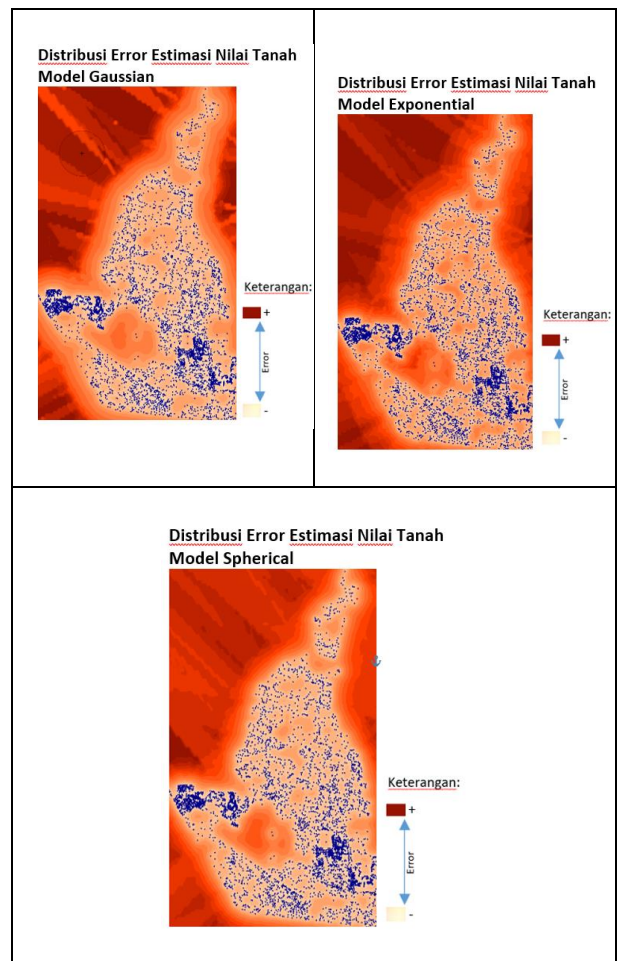 Distribusi Error Estimasi Nilai Tanah
Model Gaussian
Keterangan:
+
Error
-
Distribusi Error Estimasi Nilai Tanah
Model Exponential
Keterangan:
+
Error
-
Distribusi Error Estimasi Nilai Tanah
Model Spherical
Keterangan:
+
Error
-